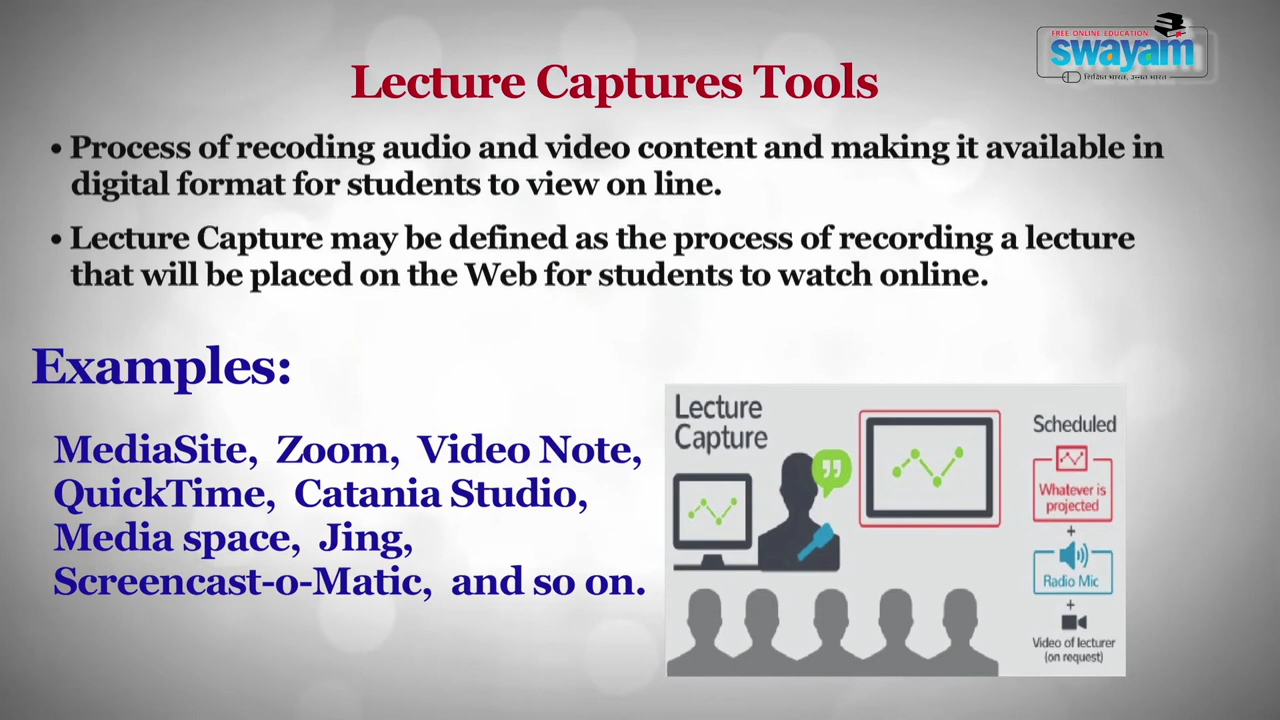 FREE ONLINE EDUCATION
swayam
शिक्षित भारत, उन्नत भारत
Lecture Captures Tools
• Process of recoding audio and video content and making it available in
digital format for students to view on line.
• Lecture Capture may be defined as the process of recording a lecture
that will be placed on the Web for students to watch online.
Examples:
MediaSite, Zoom, Video Note,
QuickTime, Catania Studio,
Media space, Jing,
Screencast-o-Matic, and so on.
Lecture
Capture
Scheduled
Whatever is
projected
+
Radio Mic
+
Video of lecturer
(on request)